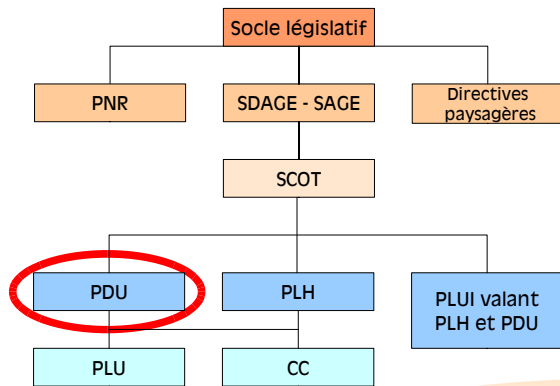 Socle législatif
PNR
SDAGE - SAGE
Directives
paysagères
SCOT
PDU
PLH
PLUI valant
PLH et PDU
PLU
CC